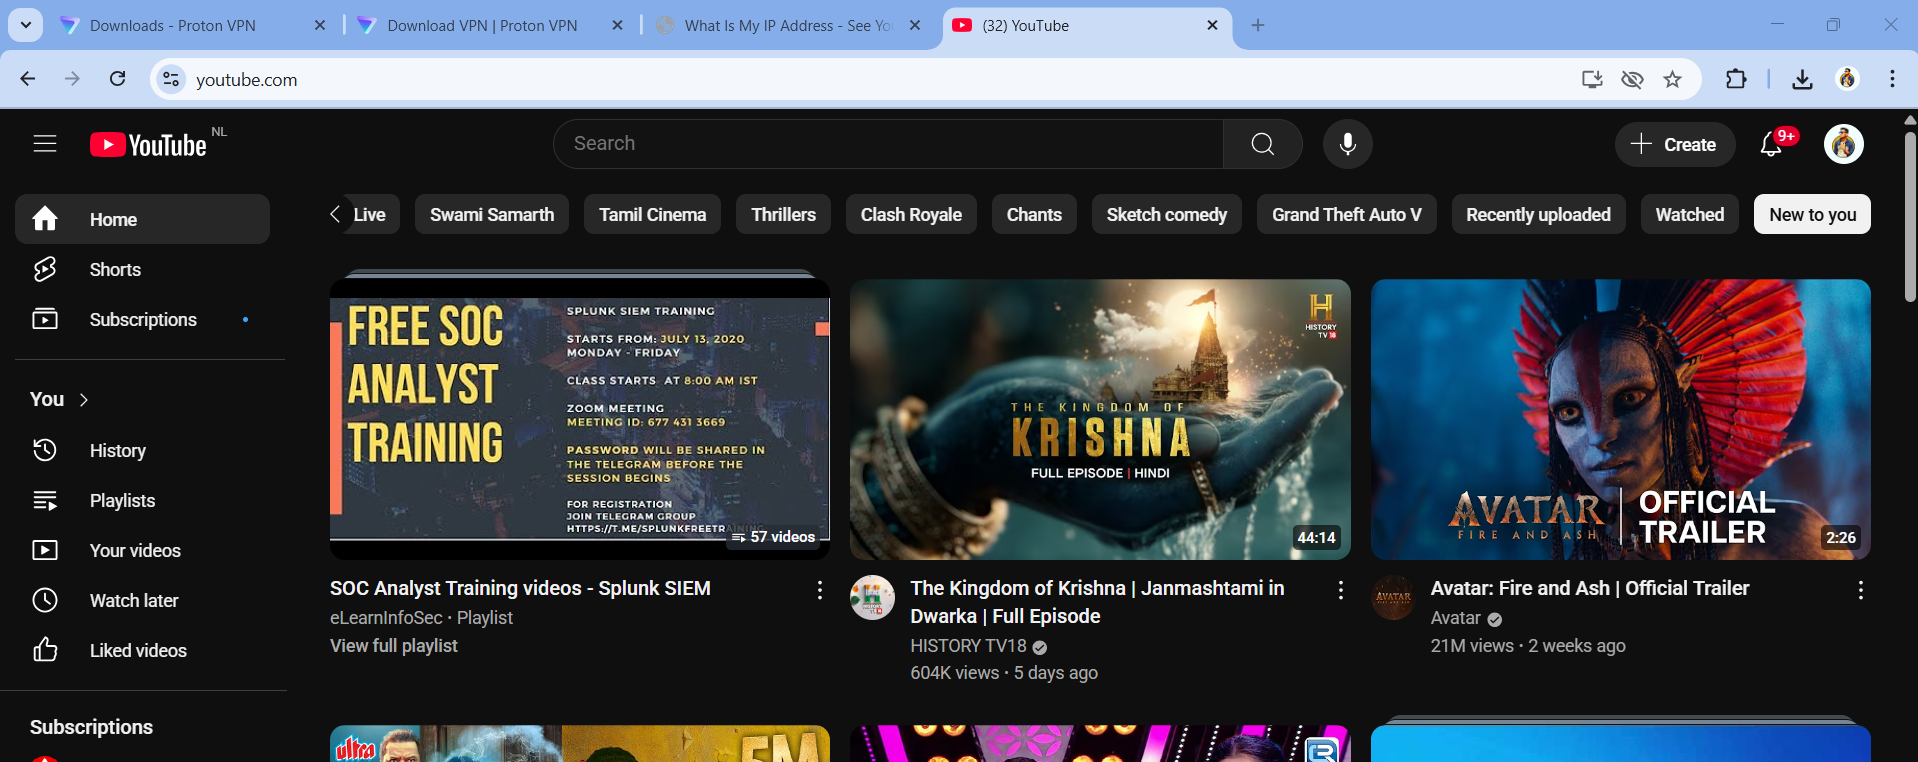 Downloads - Proton VPN
Download VPN | Proton VPN
What Is My IP Address - See Yo
(32) YouTube
youtube.com
YouTube NL
Search
Create
9+
Home
Shorts
Subscriptions
You
History
Playlists
Your videos
Watch later
Liked videos
Subscriptions
Live
Swami Samarth
Tamil Cinema
Thrillers
Clash Royale
Chants
Sketch comedy
Grand Theft Auto V
Recently uploaded
Watched
New to you
FREE SOC
ANALYST
TRAINING
SPLUNK SIEM TRAINING
STARTS FROM: JULY 13, 2020
MONDAY - FRIDAY
CLASS STARTS AT 8:00 AM IST
ZOOM MEETING
MEETING ID: 677 431 3669
PASSWORD WILL BE SHARED IN
THE TELEGRAM BEFORE THE
SESSION BEGINS
FOR REGISTRATION
JOIN TELEGRAM GROUP
HTTPS://T.ME/SPLUNKFREETRAINING
57 videos
SOC Analyst Training videos - Splunk SIEM
eLearnInfoSec • Playlist
View full playlist
H
HISTORY
TV18
THE KINGDOM OF
KRISHNA
FULL EPISODE | HINDI
44:14
The Kingdom of Krishna | Janmashtami in
Dwarka | Full Episode
HISTORY TV18
604K views • 5 days ago
AVATAR
FIRE AND ASH
OFFICIAL
TRAILER
2:26
AVATAR
Avatar: Fire and Ash | Official Trailer
Avatar
21M views • 2 weeks ago
ultra